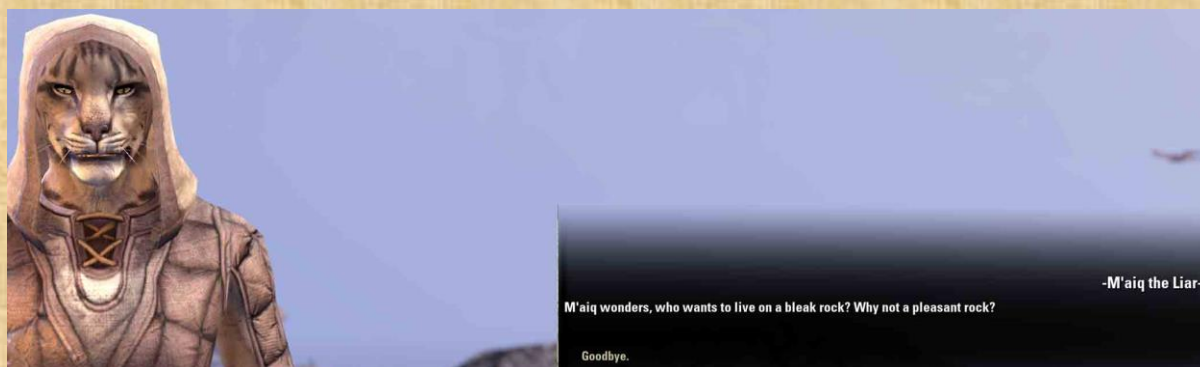 -M'aiq the Liar-
M'aiq wonders, who wants to live on a bleak rock? Why not a pleasant rock?
Goodbye.